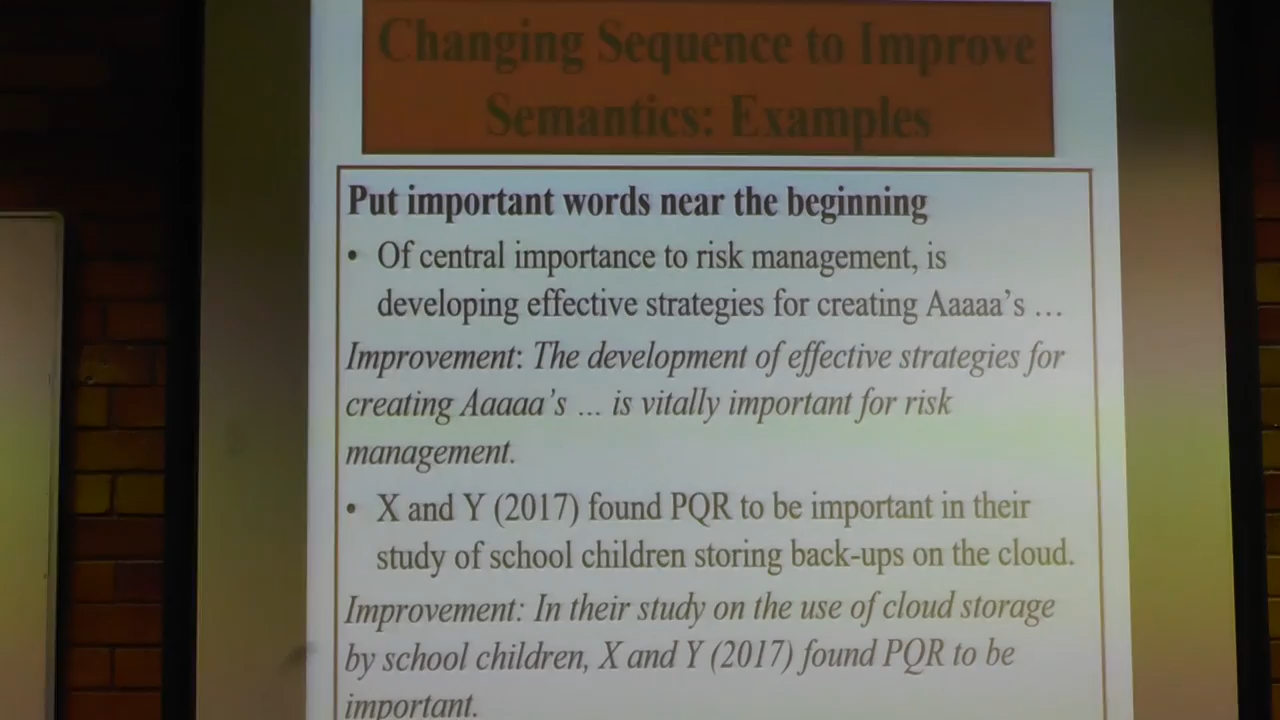 Changing Sequence to Improve
Semantics: Examples
Put important words near the beginning
• Of central importance to risk management, is
developing effective strategies for creating Aaaaa's ...
Improvement: The development of effective strategies for
creating Aaaaa's ... is vitally important for risk
management.
• X and Y (2017) found PQR to be important in their
study of school children storing back-ups on the cloud.
Improvement: In their study on the use of cloud storage
by school children, X and Y (2017) found PQR to be
important.